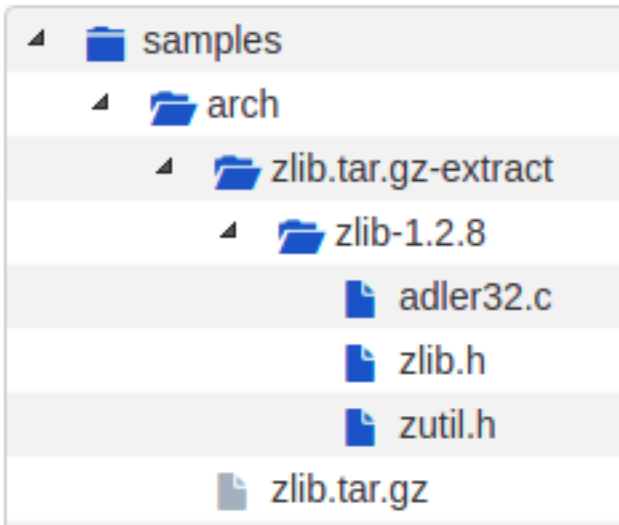 samples
arch
zlib.tar.gz-extract
zlib-1.2.8
adler32.c
zlib.h
zutil.h
zlib.tar.gz